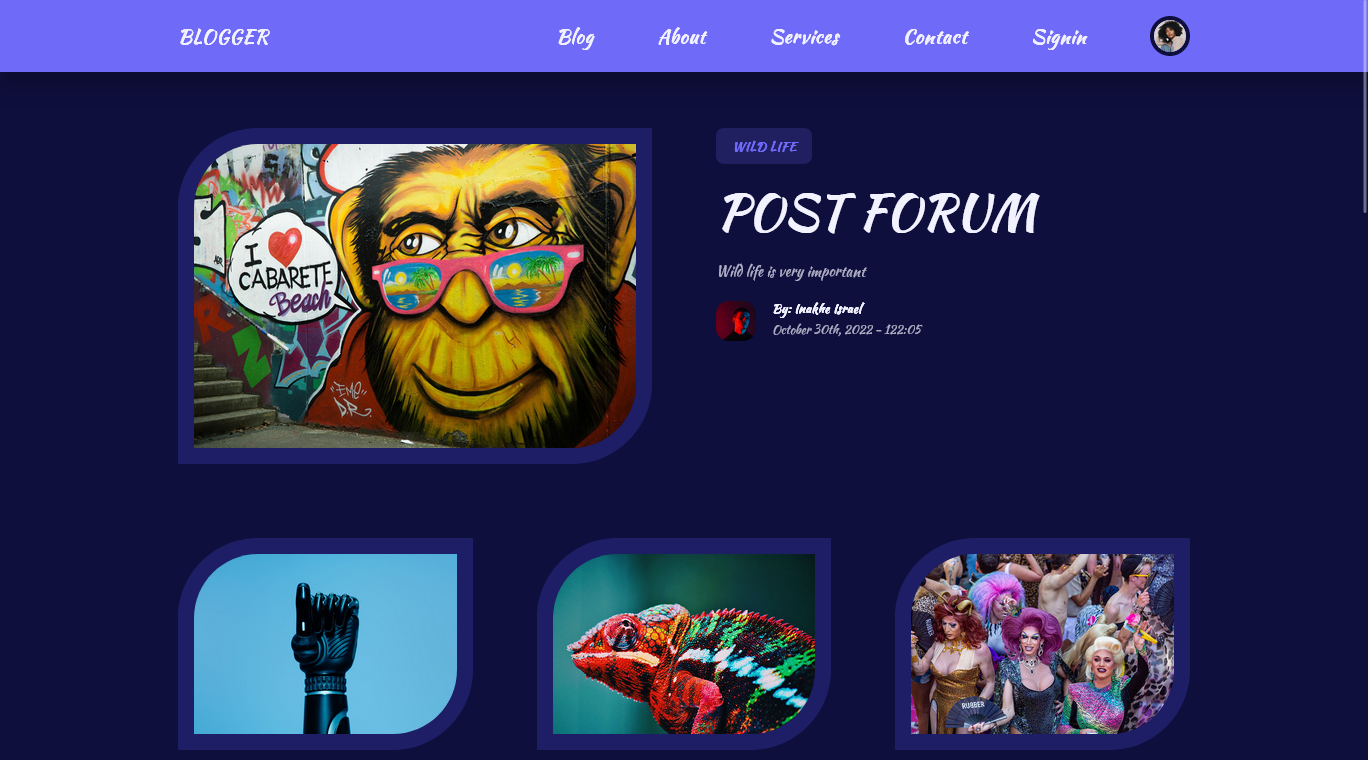 BLOGGER
Blog
About
Services
Contact
Signin
WILD LIFE
POST FORUM
Wild life is very important
By: Inakhe Israel
October 30th, 2022 - 122:05
I
CABARETE
Beach
RUBBER